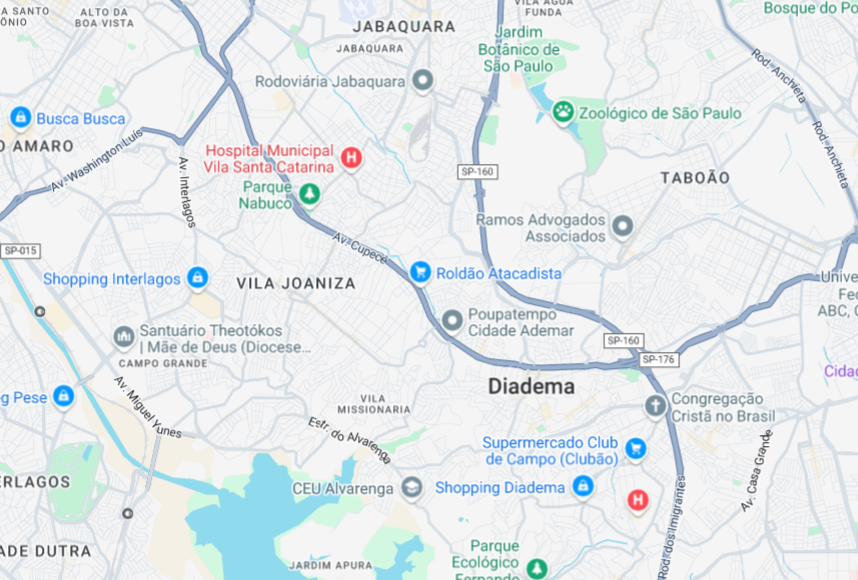 SANTO
ÔNIO
ALTO DA
BOA VISTA
JABAQUARA
JABAQUARA
VILA ÁGUA
FUNDA
Bosque do Po
Jardim
Botânico de
São Paulo
Rod. Anchieta
Rodoviária Jabaquara
Zoológico de São Paulo
Busca Busca
O AMARO
Av. Washington Luís
Av. Interlagos
Hospital Municipal
Vila Santa Catarina
Parque
Nabuco
SP-160
TABOÃO
Rod. Anchieta
Ramos Advogados
Associados
Av. Cupecê
SP-015
Shopping Interlagos
VILA JOANIZA
Roldão Atacadista
Unive
Fe
ABC, C
Poupatempo
Cidade Ademar
Santuário Theotókos
| Mãe de Deus (Diocese...
CAMPO GRANDE
SP-160
SP-176
Cidad
Diadema
g Pese
Av. Miguel Yunes
VILA
MISSIONARIA
Congregação
Cristã no Brasil
Estr. do Alvarenga
Supermercado Club
de Campo (Clubão)
Av. Casa Grande
ERLAGOS
CEU Alvarenga
Shopping Diadema
Rod. dos Imigrantes
ADE DUTRA
JARDIM APURA
Parque
Ecológico
Fernando